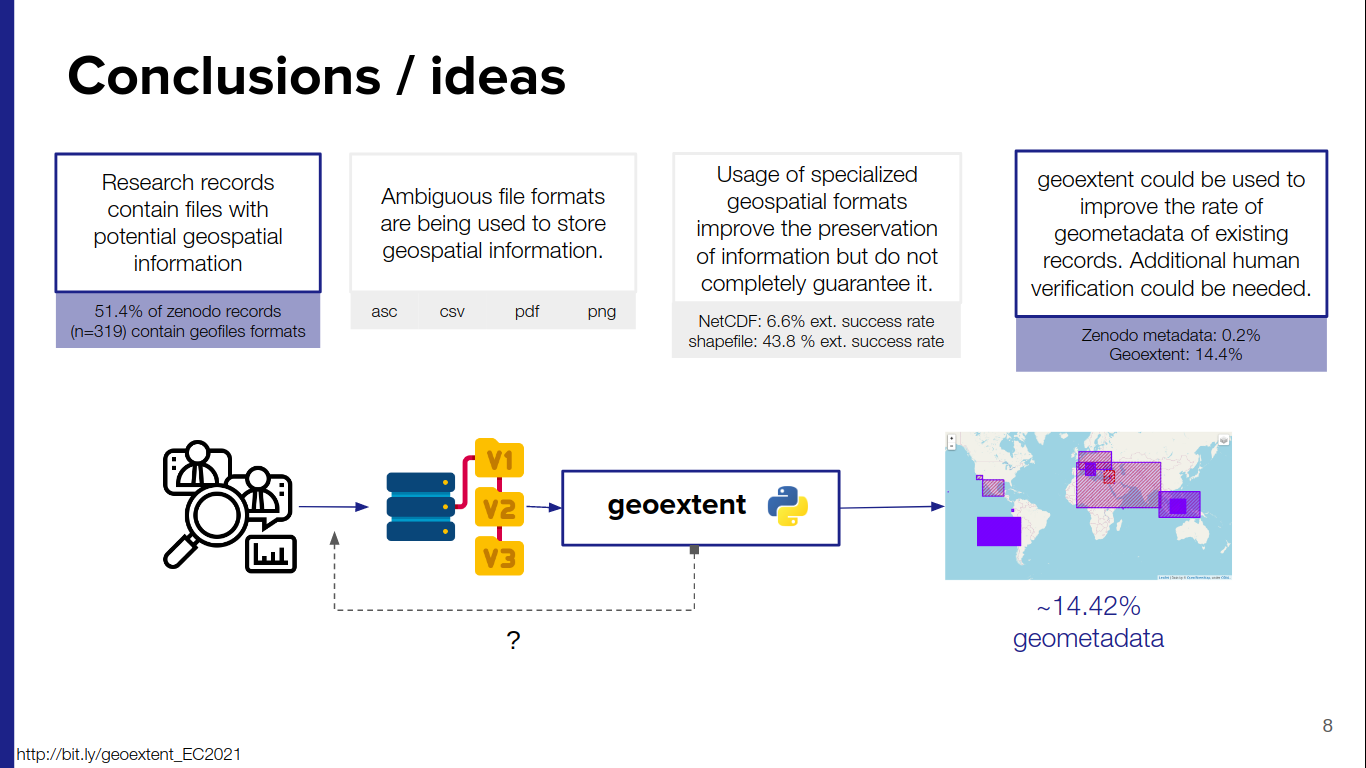 Conclusions / ideas
Research records
contain files with
potential geospatial
information
51.4% of zenodo records
(n=319) contain geofiles formats
Ambiguous file formats
are being used to store
geospatial information.
asc csv pdf png
Usage of specialized
geospatial formats
improve the preservation
of information but do not
completely guarantee it.
NetCDF: 6.6% ext. success rate
shapefile: 43.8 % ext. success rate
geoextent could be used to
improve the rate of
geometadata of existing
records. Additional human
verification could be needed.
Zenodo metadata: 0.2%
Geoextent: 14.4%
V1
V2
V3
geoextent
?
~14.42%
geometadata
8
http://bit.ly/geoextent_EC2021